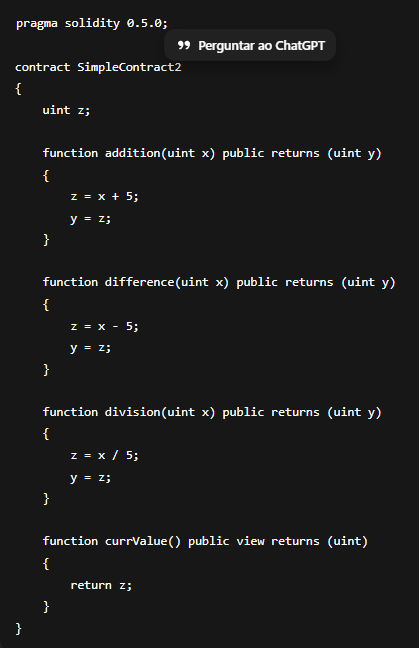 pragma solidity 0.5.0;
Perguntar ao ChatGPT
contract SimpleContract2
{
    uint z;

    function addition(uint x) public returns (uint y)
    {
        z = x + 5;
        y = z;
    }

    function difference(uint x) public returns (uint y)
    {
        z = x - 5;
        y = z;
    }

    function division(uint x) public returns (uint y)
    {
        z = x / 5;
        y = z;
    }

    function currValue() public view returns (uint)
    {
        return z;
    }
}